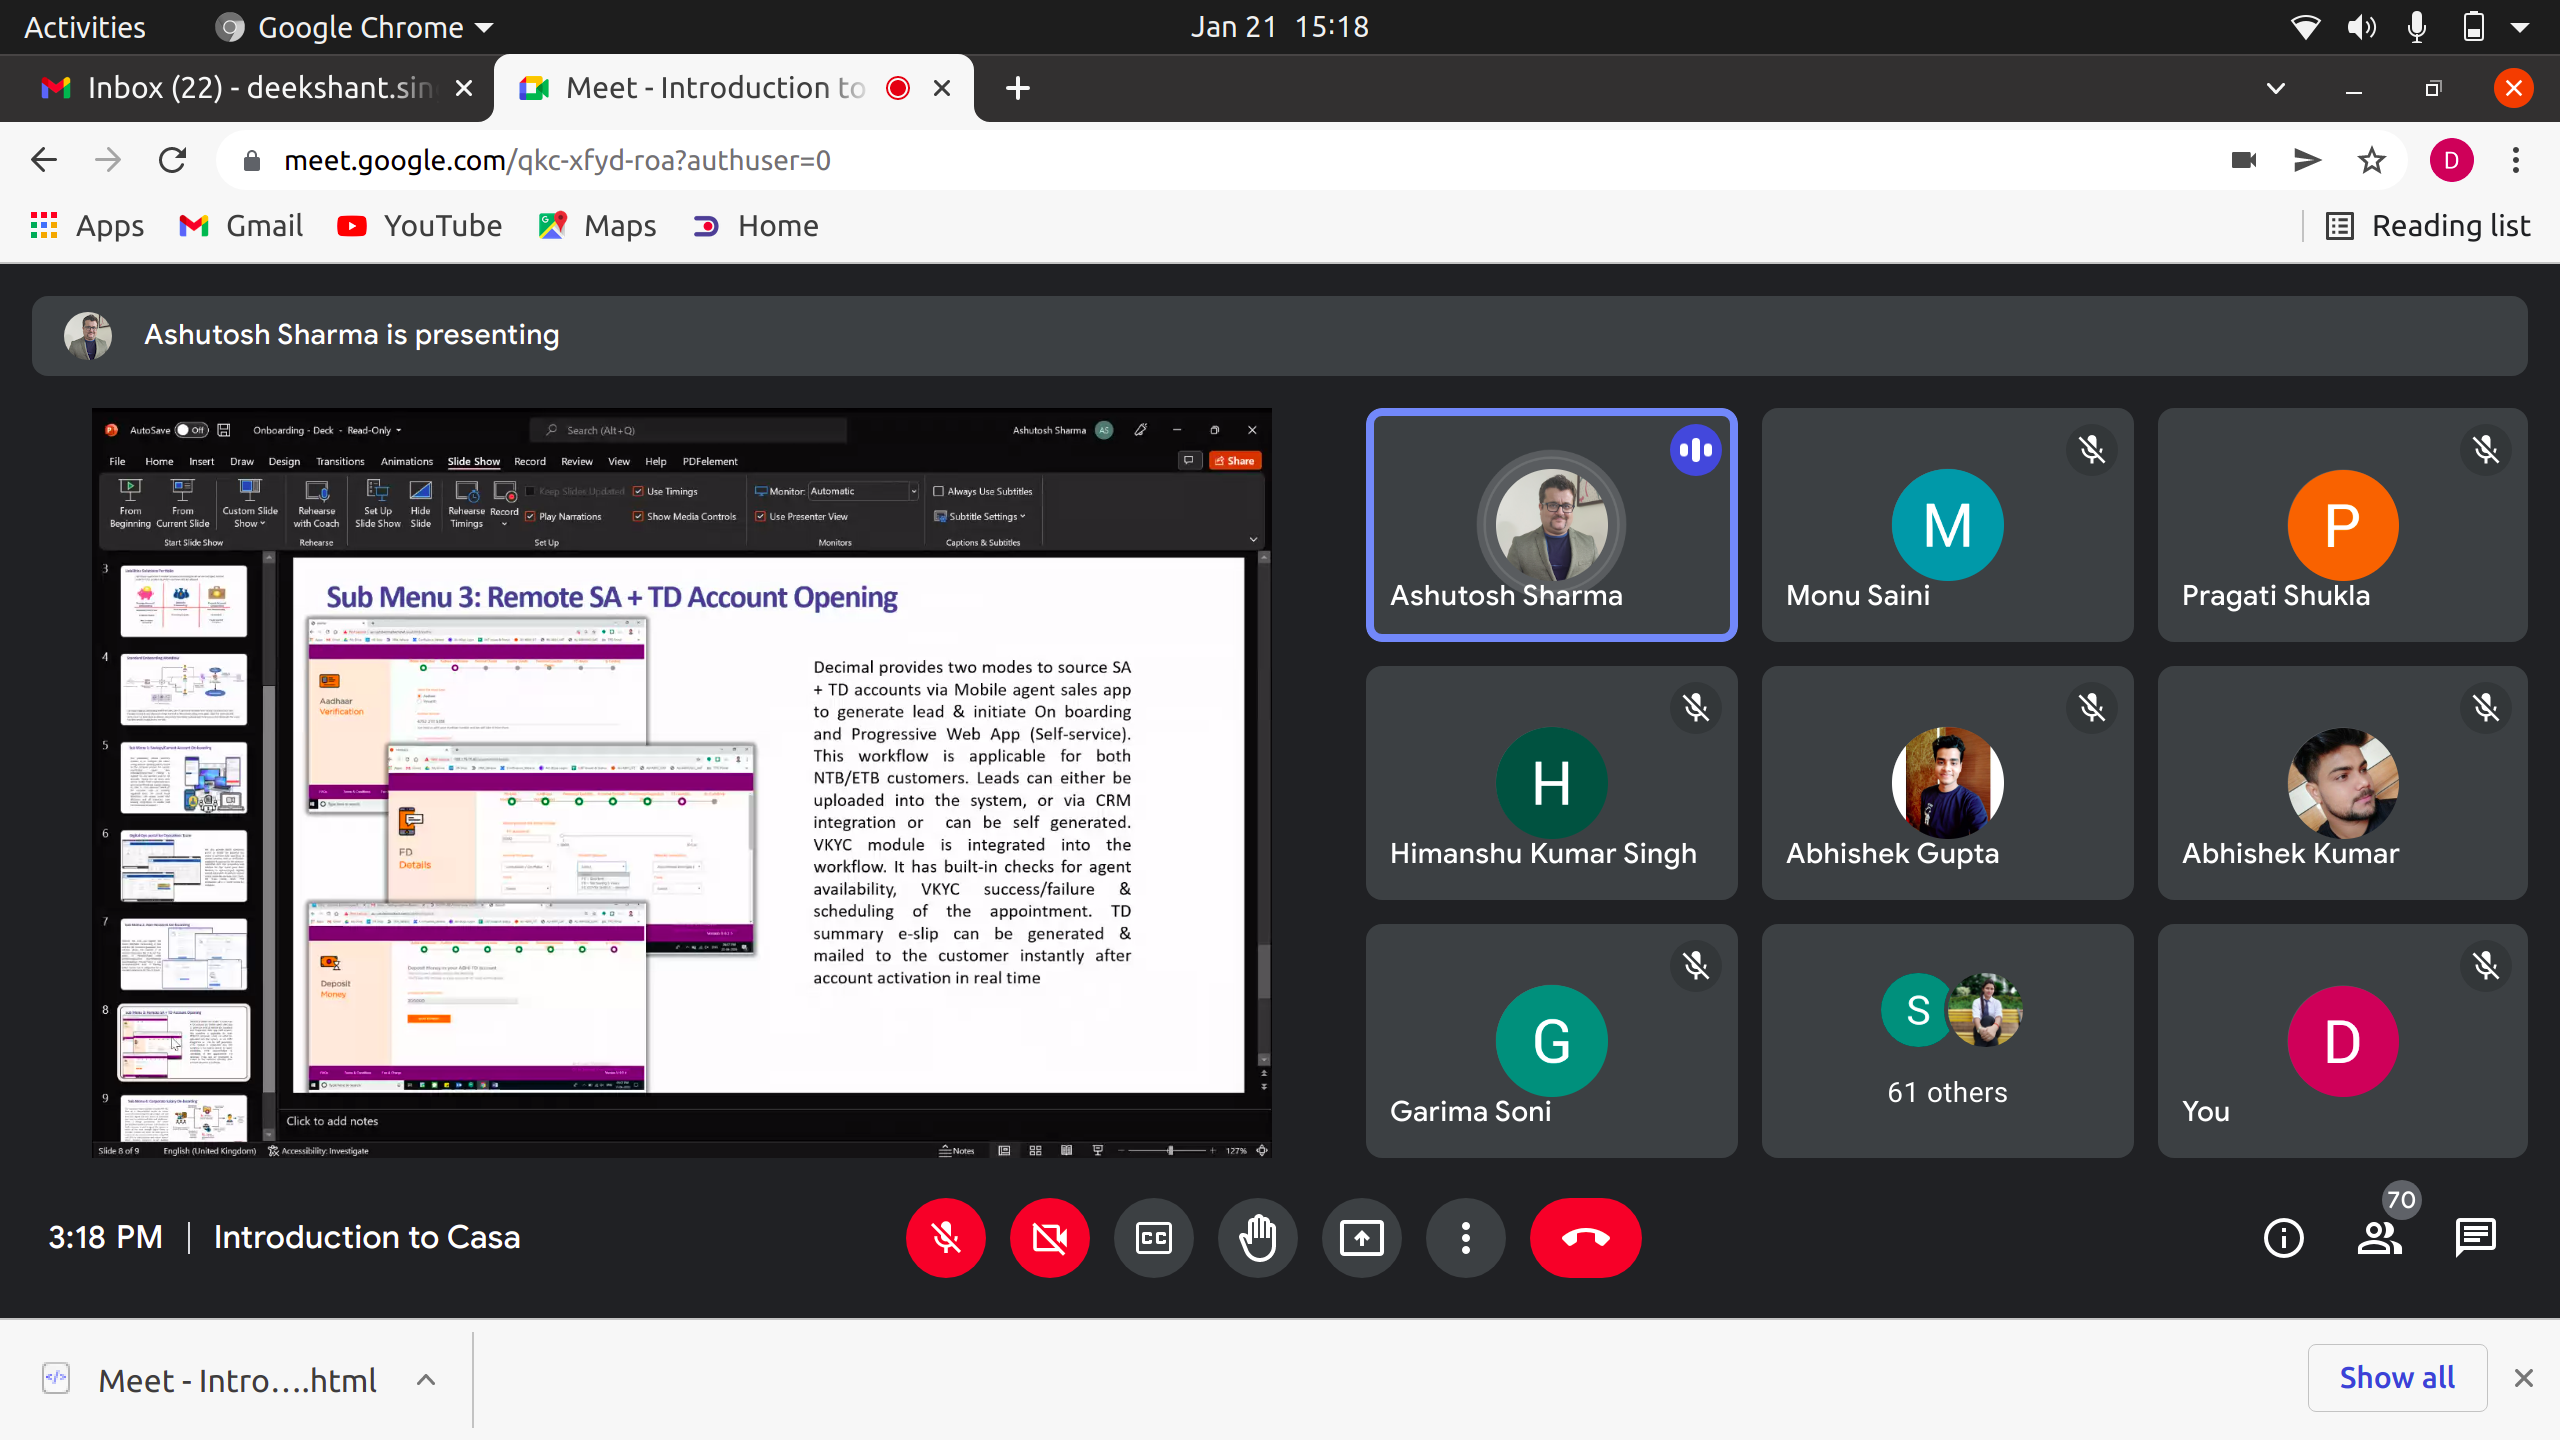 Activities
Google Chrome
Jan 21 15:18
Inbox (22) - deekshant.sin
Meet - Introduction to
meet.google.com/qkc-xfyd-roa?authuser=0
D
Apps
Gmail
YouTube
Maps
Home
Reading list
Ashutosh Sharma is presenting
AutoSave
Off
Onboarding - Deck - Read-Only
Search (Alt+Q)
Ashutosh Sharma
AS
File Home Insert Draw Design Transitions Animations Slide Show Record Review View Help PDFelement
Share
From Beginning
From Current Slide
Custom Slide Show
Rehearse with Coach
Set Up Slide Show
Hide Slide
Rehearse Timings
Record
Keep Slides Updated
Use Timings
Play Narrations
Show Media Controls
Monitor: Automatic
Use Presenter View
Always Use Subtitles
Subtitle Settings
Start Slide Show
Rehearse
Set Up
Monitors
Captions & Subtitles
3
4
5
6
7
8
9
Sub Menu 3: Remote SA + TD Account Opening
Aadhaar
Verification
FD
Details
Deposit
Money
Decimal provides two modes to source SA
+ TD accounts via Mobile agent sales app
to generate lead & initiate On boarding
and Progressive Web App (Self-service).
This workflow is applicable for both
NTB/ETB customers. Leads can either be
uploaded into the system, or via CRM
integration or can be self generated.
VKYC module is integrated into the
workflow. It has built-in checks for agent
availability, VKYC success/failure &
scheduling of the appointment. TD
summary e-slip can be generated &
mailed to the customer instantly after
account activation in real time
Click to add notes
Slide 8 of 9
English (United Kingdom)
Accessibility: Investigate
Notes
127%
Ashutosh Sharma
M
Monu Saini
P
Pragati Shukla
H
Himanshu Kumar Singh
Abhishek Gupta
Abhishek Kumar
G
Garima Soni
S
61 others
D
You
3:18 PM
Introduction to Casa
CC
70
Meet - Intro....html
Show all